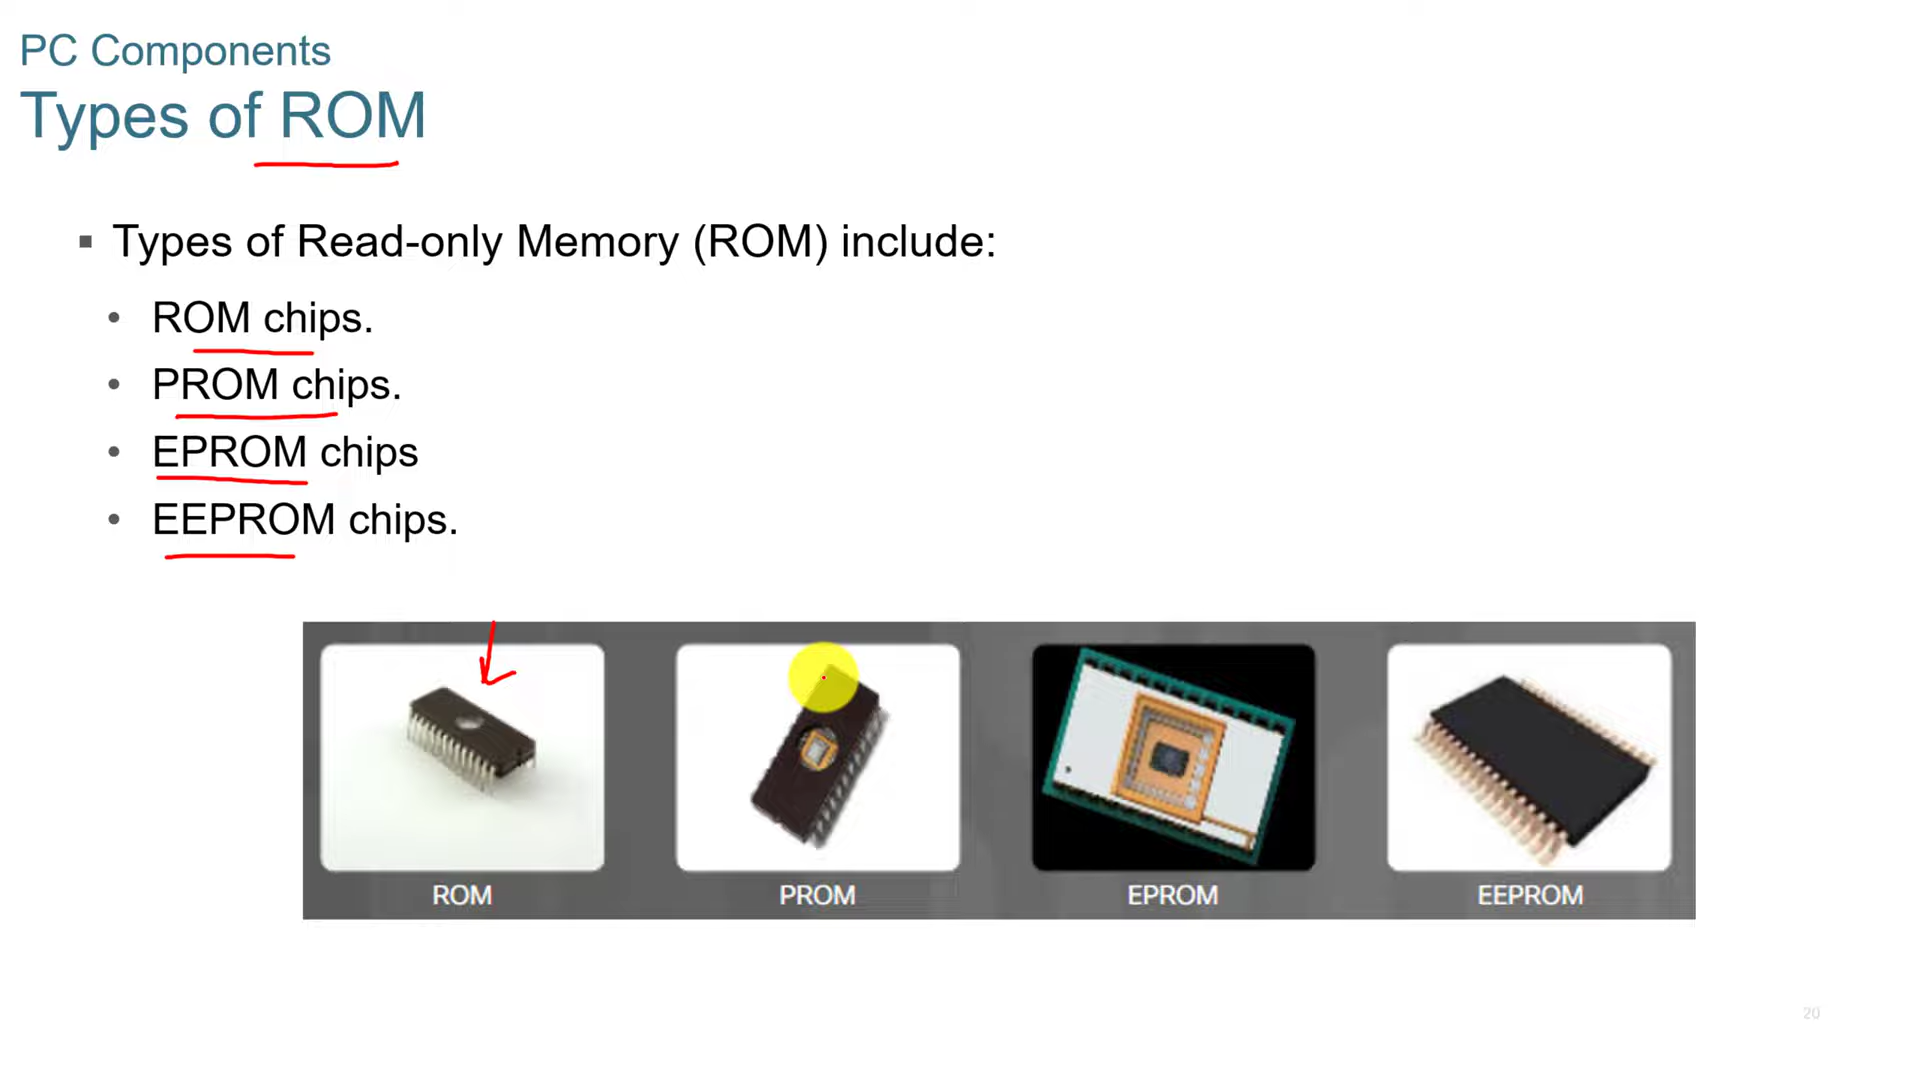 PC Components
Types of ROM
▪ Types of Read-only Memory (ROM) include:
• ROM chips.
• PROM chips.
• EPROM chips
• EEPROM chips.
ROM PROM EPROM EEPROM
20